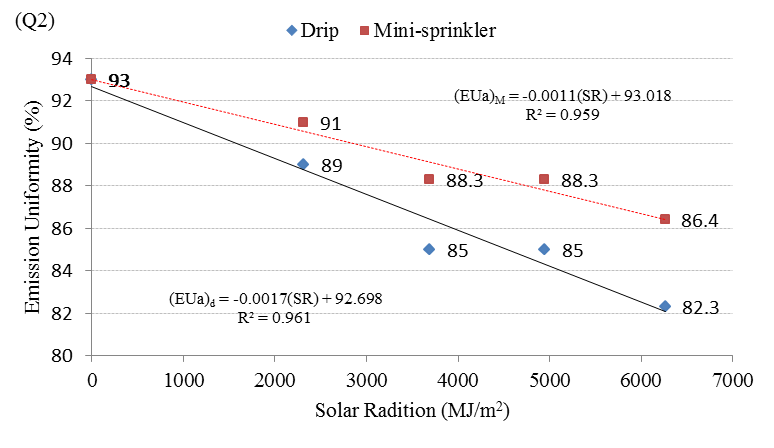 (Q2)
Drip Mini-sprinkler
94
92
90
88
86
84
82
80
Emission Uniformity (%)
93
91
89
88.3
88.3
86.4
85
85
82.3
(EUa)M = -0.0011(SR) + 93.018
R² = 0.959
(EUa)d = -0.0017(SR) + 92.698
R² = 0.961
0 1000 2000 3000 4000 5000 6000 7000
Solar Radition (MJ/m²)